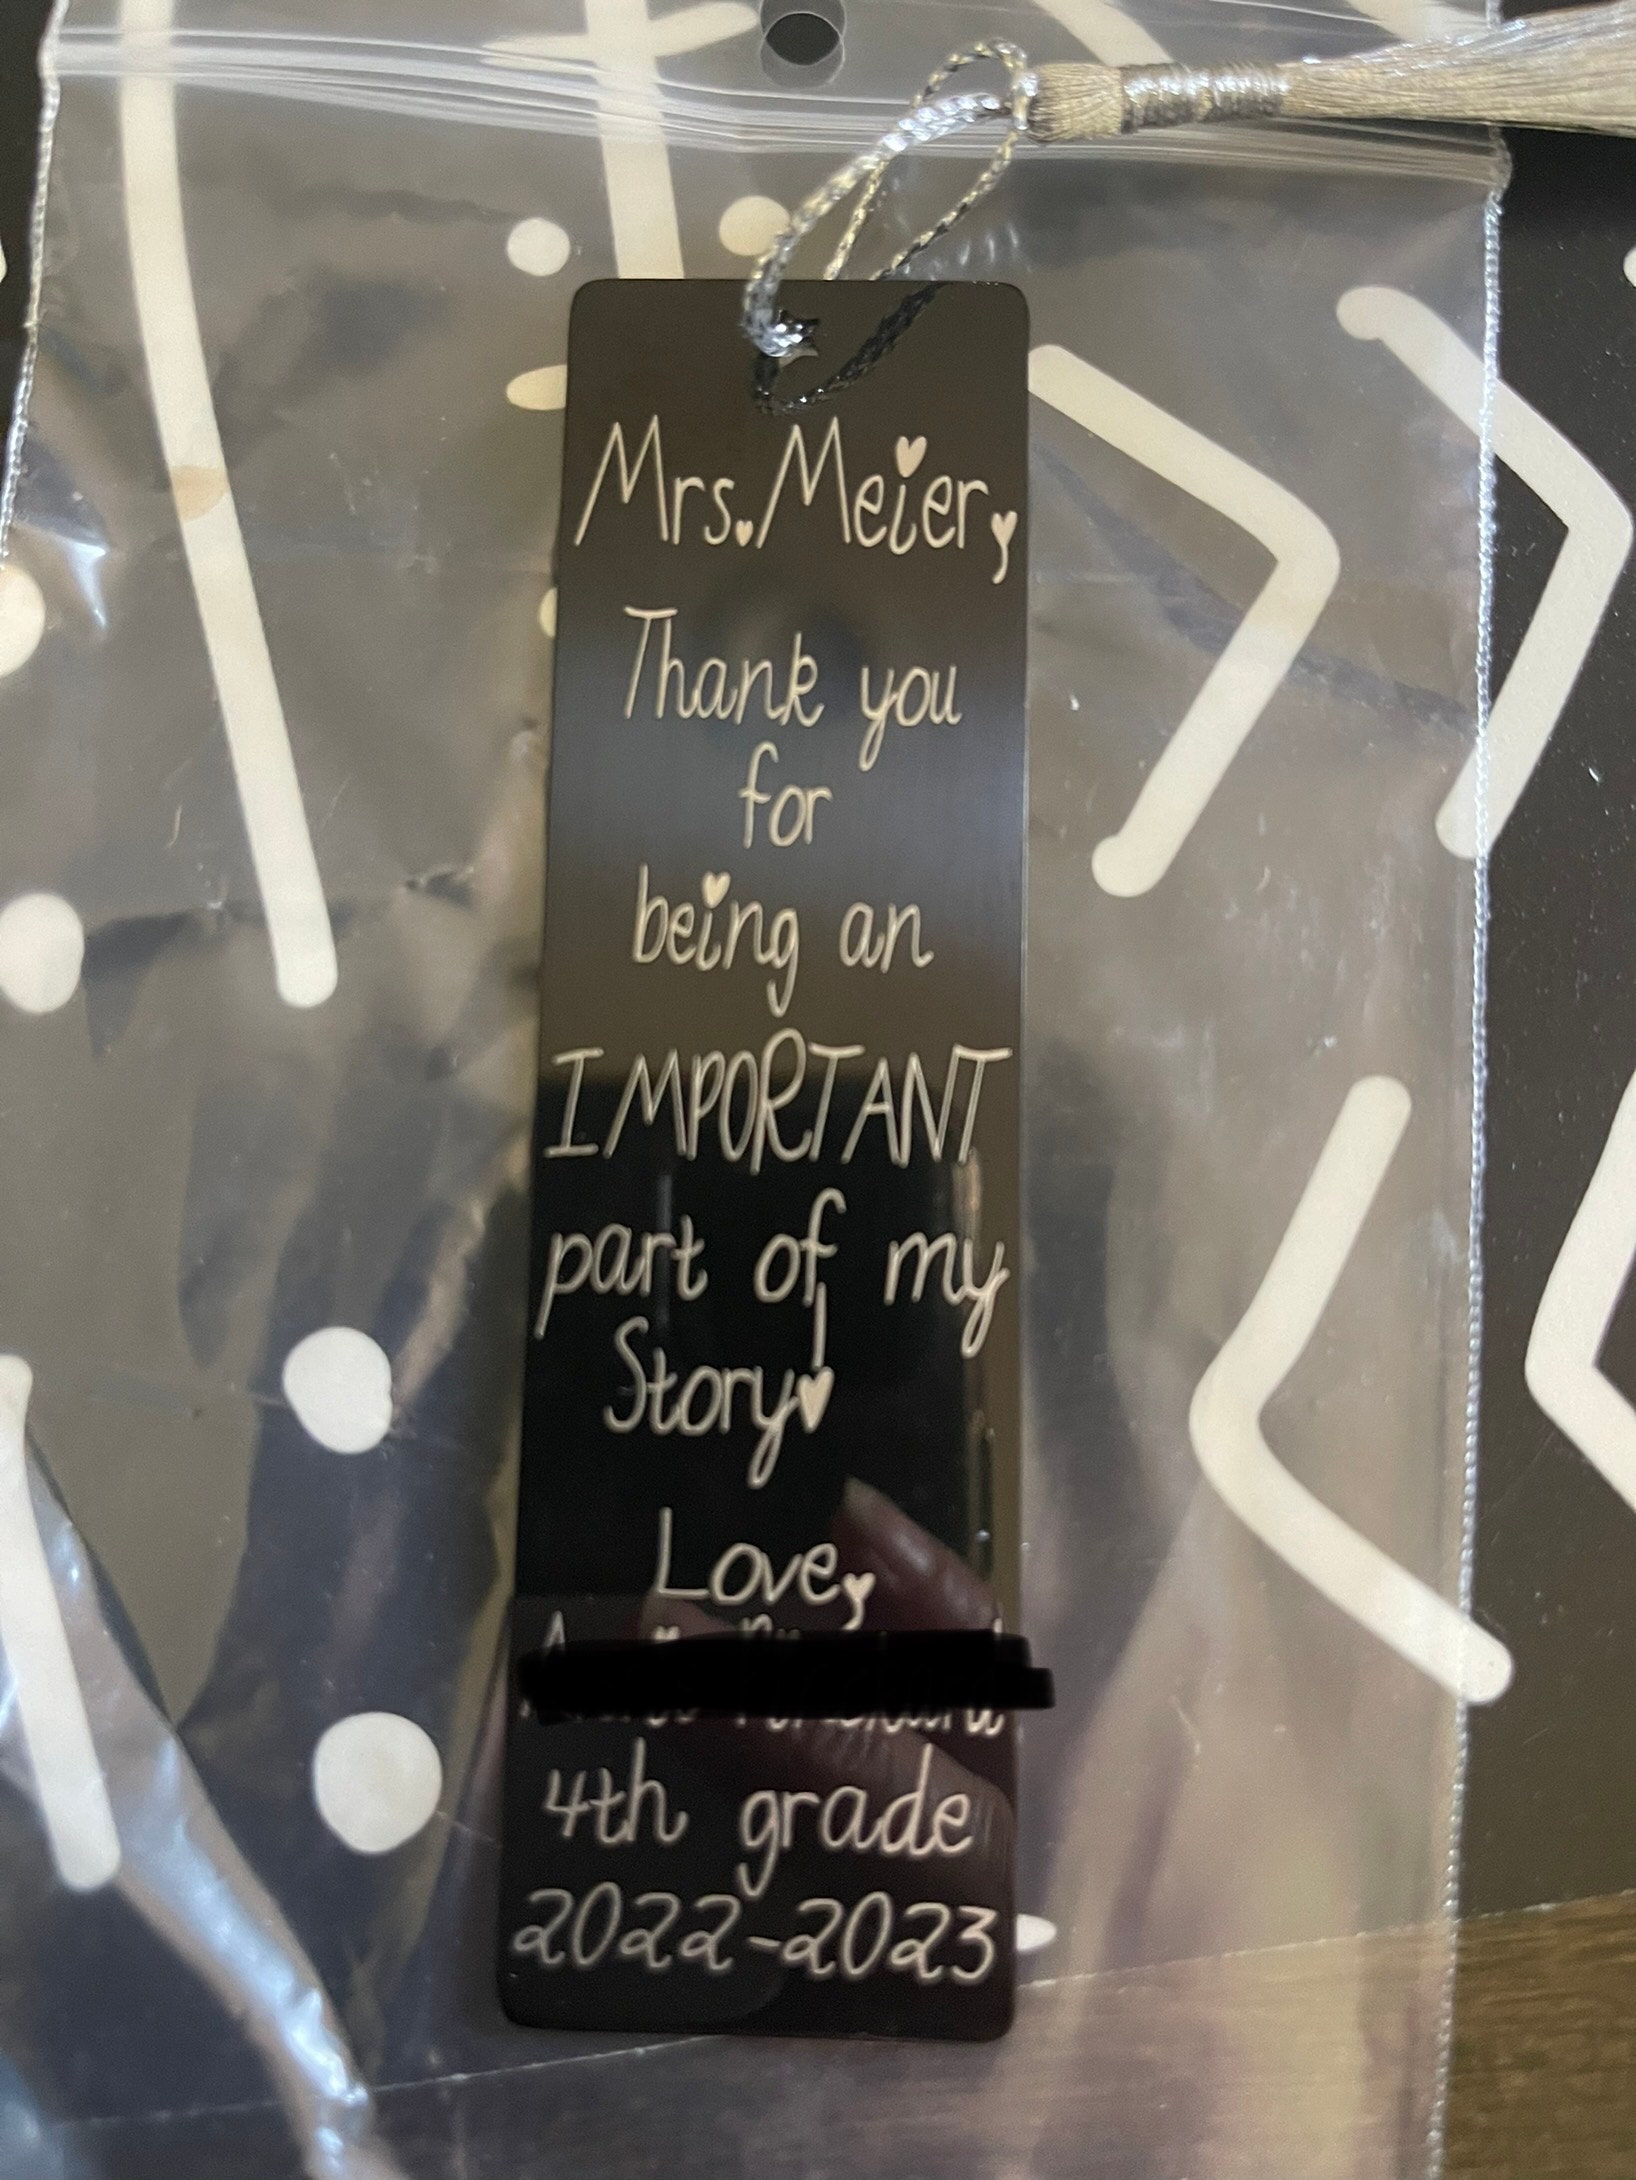 Mrs. Meier,
Thank you
for
being an
IMPORTANT
part of my
Story!
Love,
4th grade
2022-2023